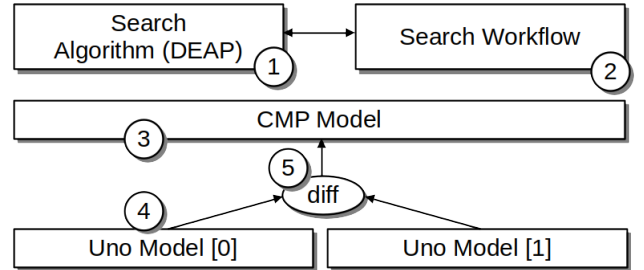 Search
Algorithm (DEAP)
1
Search Workflow
2
CMP Model
3
5
diff
4
Uno Model [0]
Uno Model [1]